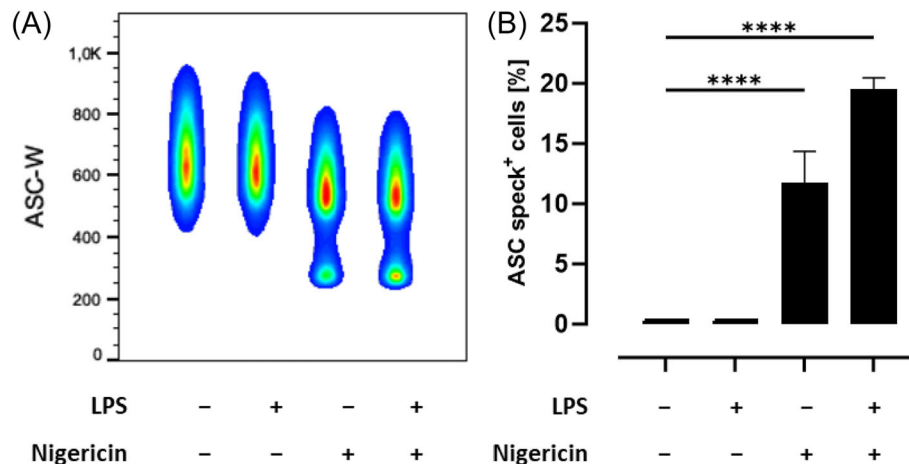 (A)
ASC-W
1,0K
800
600
400
200
0
LPS − + − +
Nigericin − − + +
(B)
ASC speck⁺ cells [%]
25
20
15
10
5
0
****
****
LPS − + − +
Nigericin − − + +